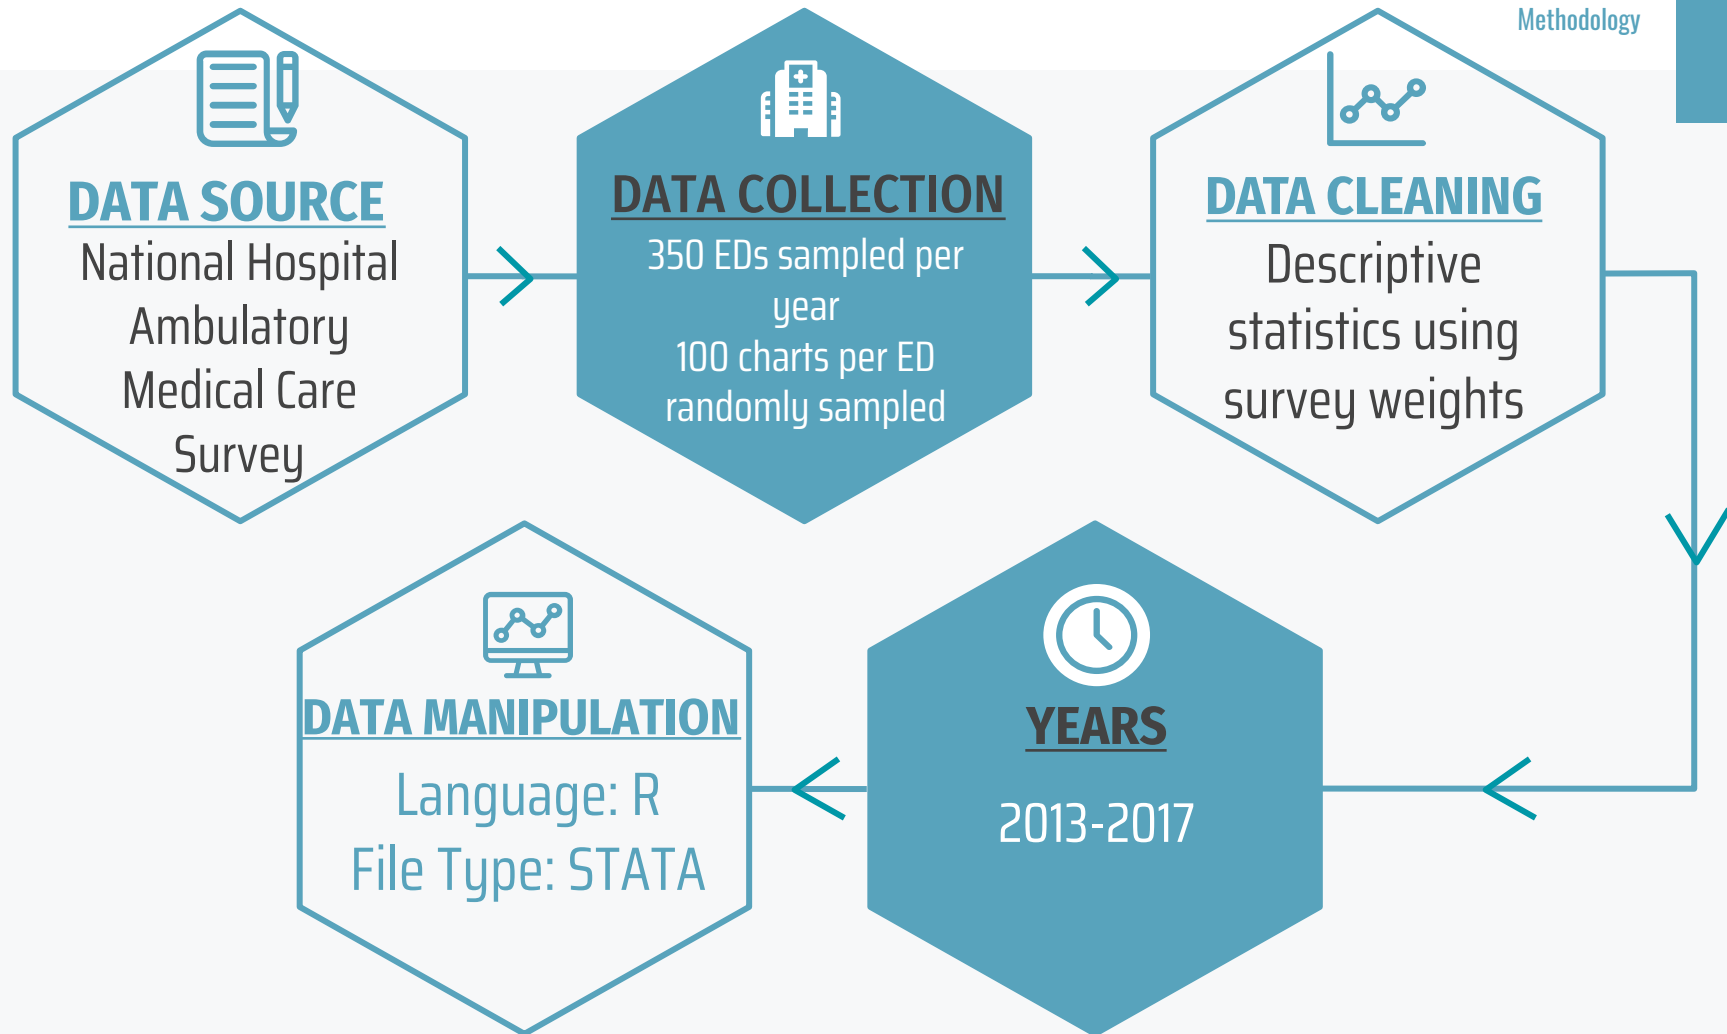 Methodology
DATA SOURCE
National Hospital
Ambulatory
Medical Care
Survey
DATA COLLECTION
350 EDs sampled per
year
100 charts per ED
randomly sampled
DATA CLEANING
Descriptive
statistics using
survey weights
YEARS
2013-2017
DATA MANIPULATION
Language: R
File Type: STATA